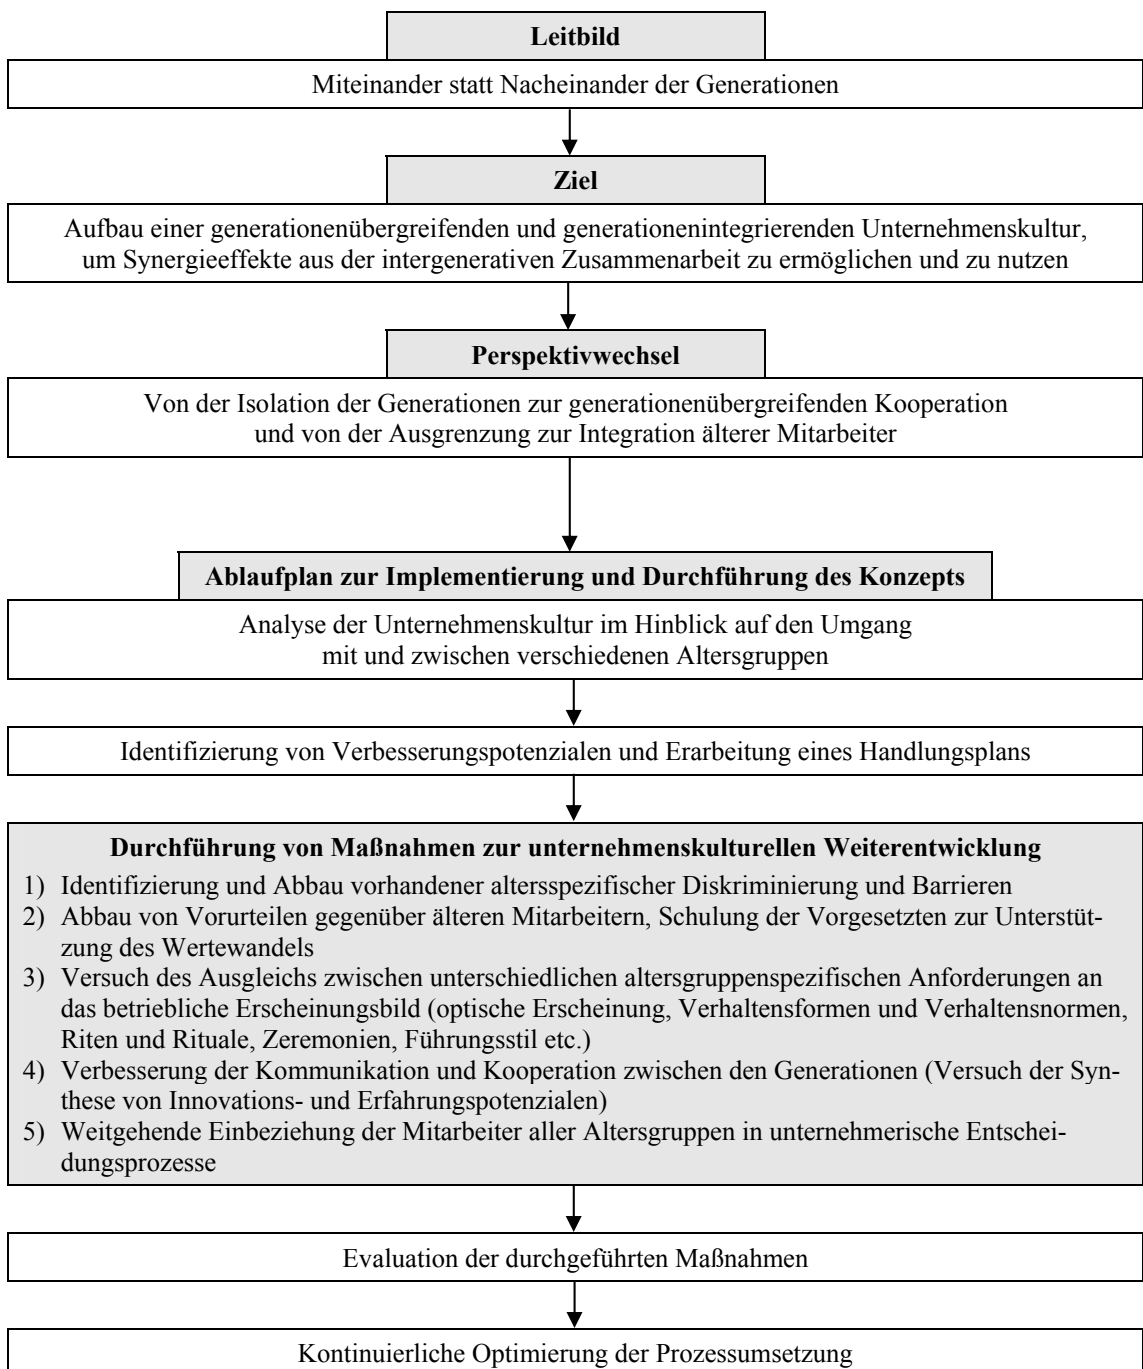 Leitbild
Miteinander statt Nacheinander der Generationen
Ziel
Aufbau einer generationenübergreifenden und generationenintegrierenden Unternehmenskultur,
um Synergieeffekte aus der intergenerativen Zusammenarbeit zu ermöglichen und zu nutzen
Perspektivwechsel
Von der Isolation der Generationen zur generationenübergreifenden Kooperation
und von der Ausgrenzung zur Integration älterer Mitarbeiter
Ablaufplan zur Implementierung und Durchführung des Konzepts
Analyse der Unternehmenskultur im Hinblick auf den Umgang
mit und zwischen verschiedenen Altersgruppen
Identifizierung von Verbesserungspotenzialen und Erarbeitung eines Handlungsplans
Durchführung von Maßnahmen zur unternehmenskulturellen Weiterentwicklung
1) Identifizierung und Abbau vorhandener altersspezifischer Diskriminierung und Barrieren
2) Abbau von Vorurteilen gegenüber älteren Mitarbeitern, Schulung der Vorgesetzten zur Unterstüt-
zung des Wertewandels
3) Versuch des Ausgleichs zwischen unterschiedlichen altersgruppenspezifischen Anforderungen an
das betriebliche Erscheinungsbild (optische Erscheinung, Verhaltensformen und Verhaltensnormen,
Riten und Rituale, Zeremonien, Führungsstil etc.)
4) Verbesserung der Kommunikation und Kooperation zwischen den Generationen (Versuch der Syn-
these von Innovations- und Erfahrungspotenzialen)
5) Weitgehende Einbeziehung der Mitarbeiter aller Altersgruppen in unternehmerische Entschei-
dungsprozesse
Evaluation der durchgeführten Maßnahmen
Kontinuierliche Optimierung der Prozessumsetzung